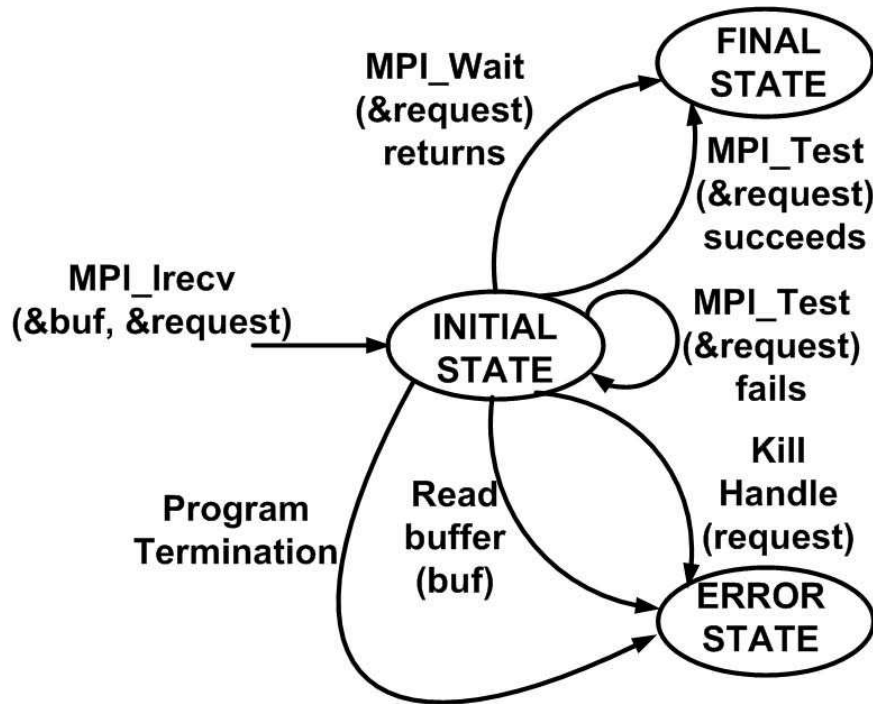 FINAL
STATE
MPI_Wait
(&request)
returns
MPI_Test
(&request)
succeeds
MPI_Irecv
(&buf, &request)
INITIAL
STATE
MPI_Test
(&request)
fails
Program
Termination
Read
buffer
(buf)
Kill
Handle
(request)
ERROR
STATE